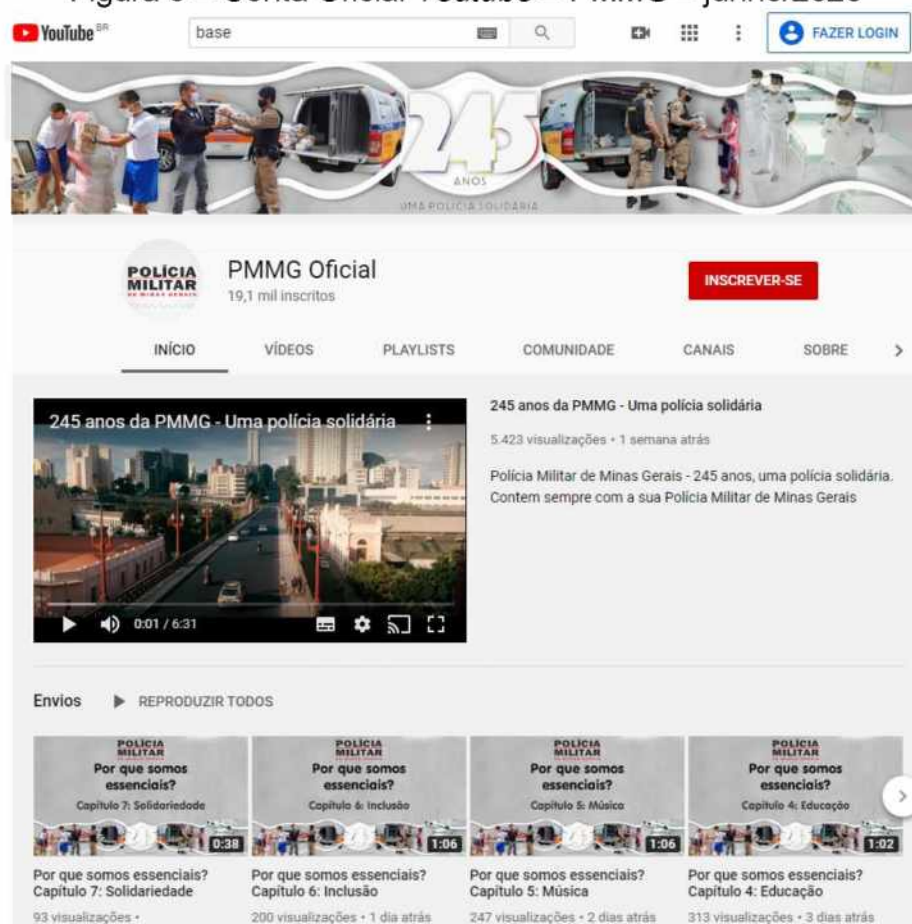 YouTube BR
base
FAZER LOGIN
245
ANOS
UMA POLÍCIA SOLIDÁRIA
POLÍCIA
MILITAR
DE MINAS GERAIS
PMMG Oficial
19,1 mil inscritos
INSCREVER-SE
INÍCIO VÍDEOS PLAYLISTS COMUNIDADE CANAIS SOBRE
245 anos da PMMG - Uma polícia solidária
0:01 / 6:31
245 anos da PMMG - Uma polícia solidária
5.423 visualizações • 1 semana atrás
Polícia Militar de Minas Gerais - 245 anos, uma polícia solidária.
Contem sempre com a sua Polícia Militar de Minas Gerais
Envios REPRODUZIR TODOS
POLÍCIA
MILITAR
Por que somos
essenciais?
Capítulo 7: Solidariedade
0:38
Por que somos essenciais?
Capítulo 7: Solidariedade
93 visualizações •
POLÍCIA
MILITAR
Por que somos
essenciais?
Capítulo 6: Inclusão
1:06
Por que somos essenciais?
Capítulo 6: Inclusão
200 visualizações • 1 dia atrás
POLÍCIA
MILITAR
Por que somos
essenciais?
Capítulo 5: Música
1:06
Por que somos essenciais?
Capítulo 5: Música
247 visualizações • 2 dias atrás
POLÍCIA
MILITAR
Por que somos
essenciais?
Capítulo 4: Educação
1:02
Por que somos essenciais?
Capítulo 4: Educação
313 visualizações • 3 dias atrás